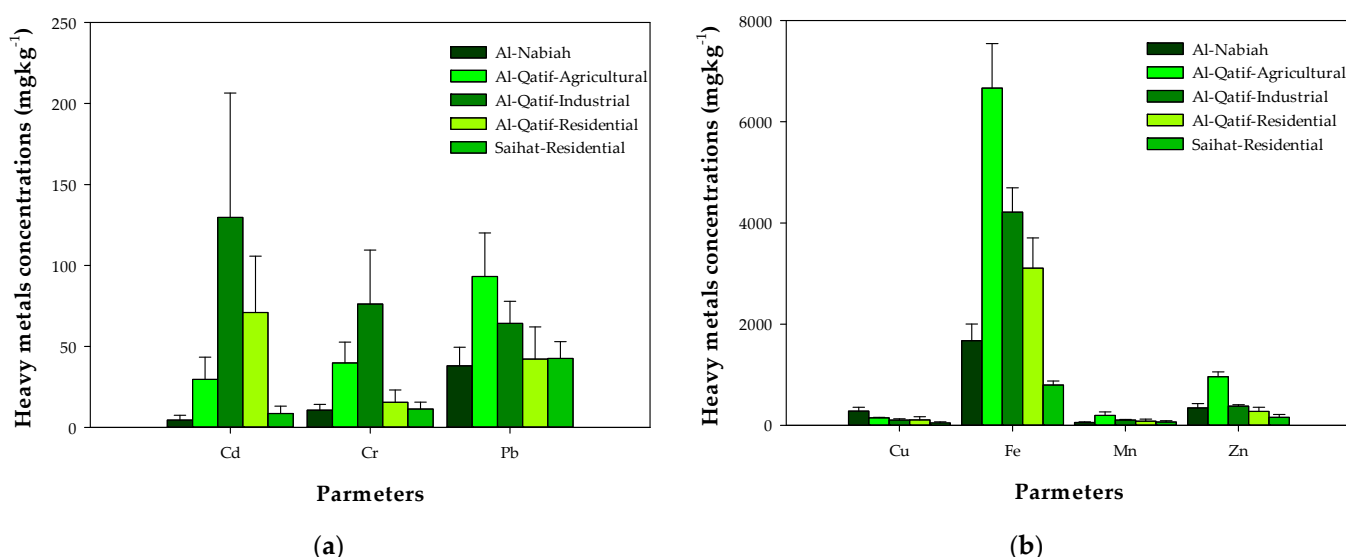 Heavy metals concentrations (mgkg⁻¹)
250
200
150
100
50
0
Al-Nabiah
Al-Qatif-Agricultural
Al-Qatif-Industrial
Al-Qatif-Residential
Saihat-Residential
Cd Cr Pb
Parmeters
(a)
Heavy metals concentrations (mgkg⁻¹)
8000
6000
4000
2000
0
Al-Nabiah
Al-Qatif-Agricultural
Al-Qatif-Industrial
Al-Qatif-Residential
Saihat-Residential
Cu Fe Mn Zn
Parmeters
(b)